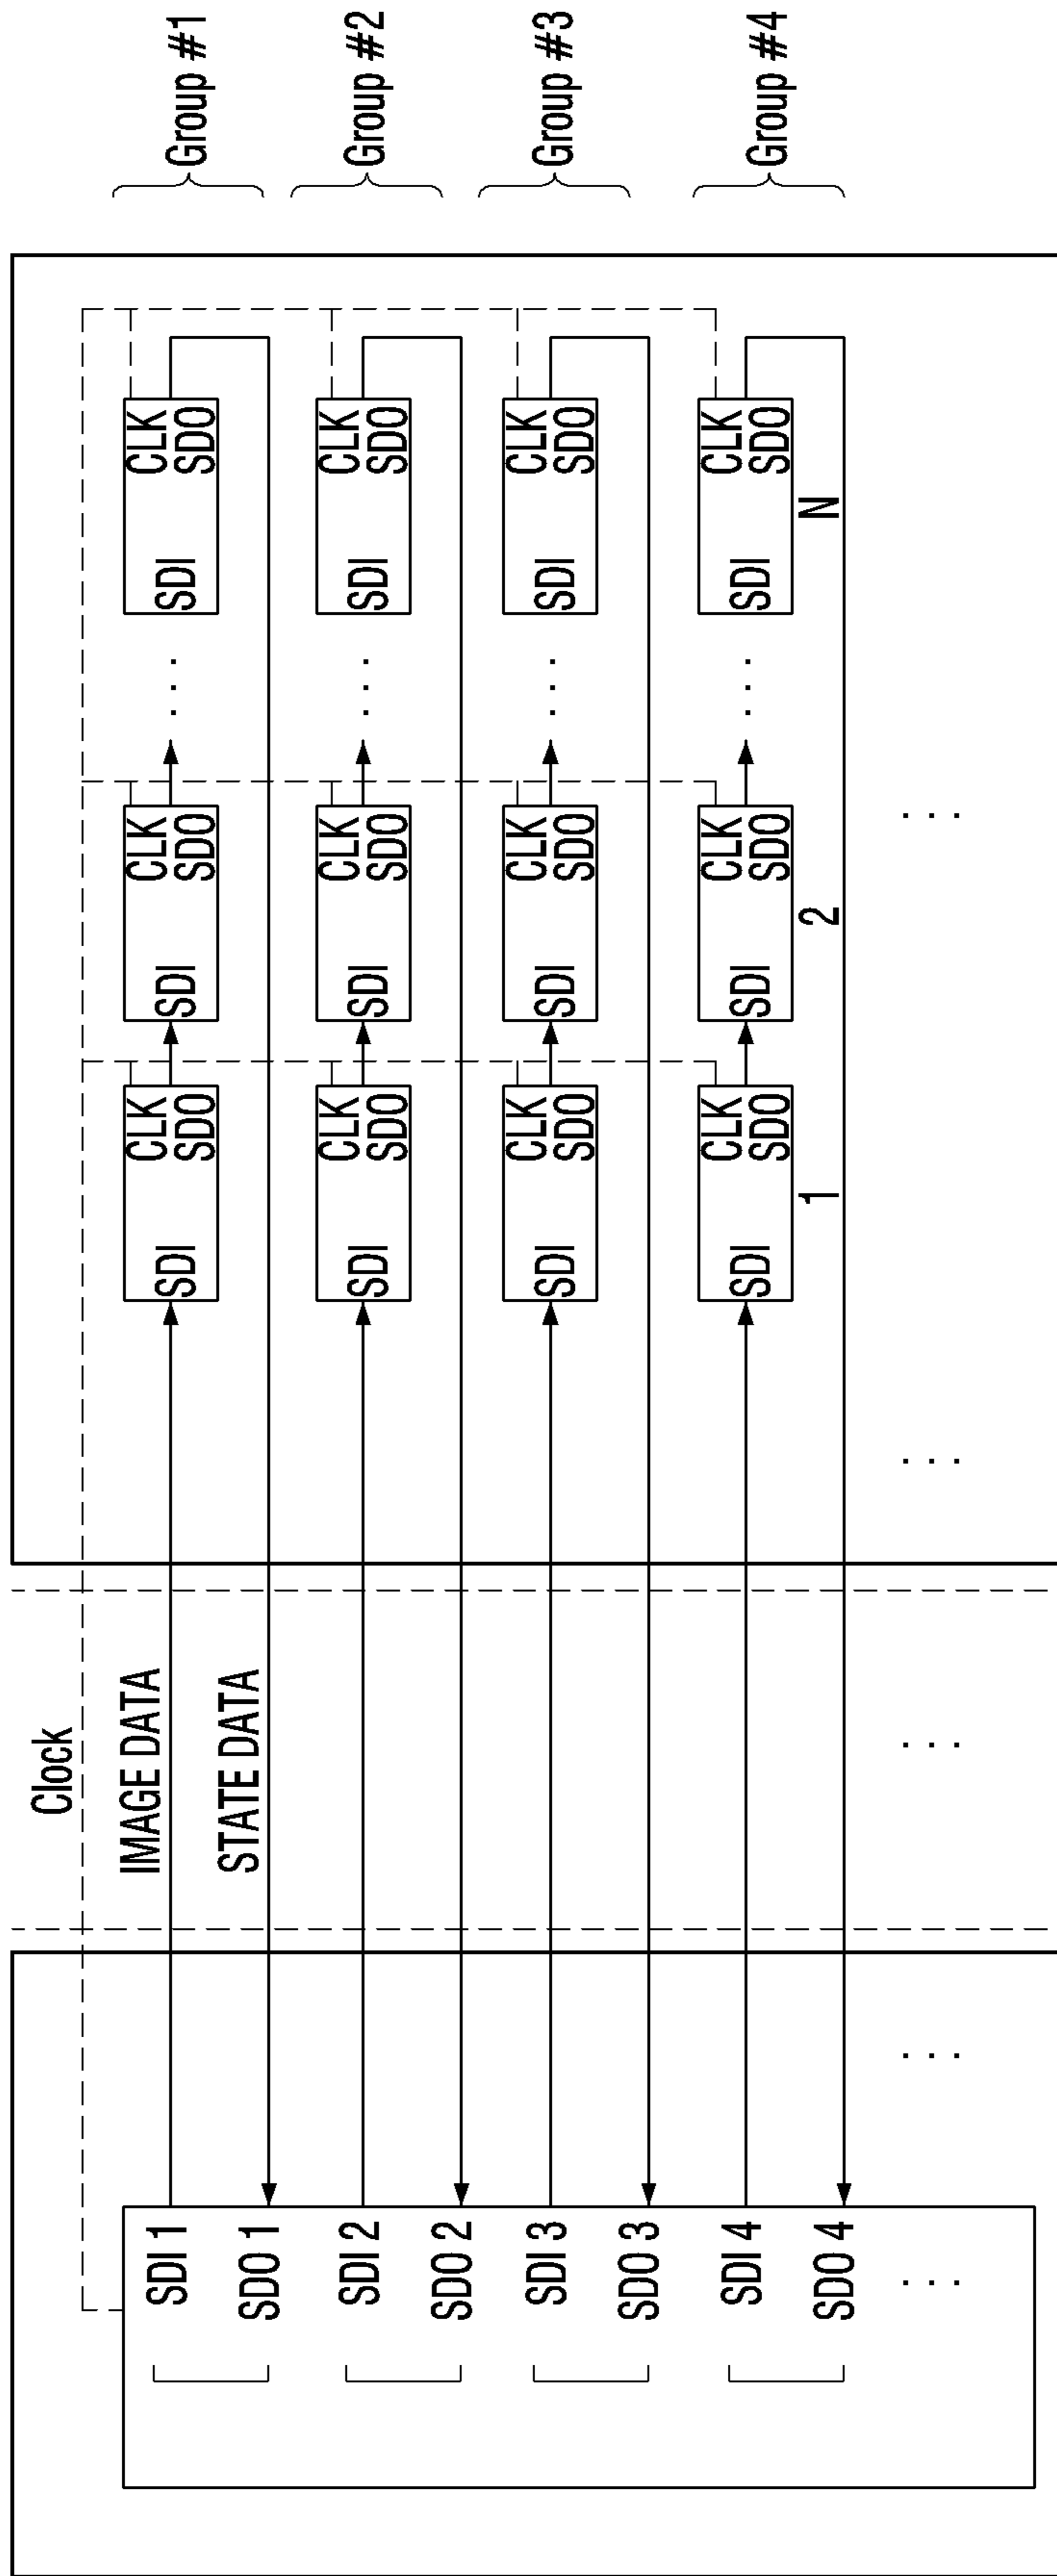 Clock
IMAGE DATA
STATE DATA
SDI 1
SDO 1
SDI 2
SDO 2
SDI 3
SDO 3
SDI 4
SDO 4
. . .
. . .
. . .
. . .
. . .
SDI CLK SDO
SDI CLK SDO
. . .
SDI CLK SDO
Group #1
SDI CLK SDO
SDI CLK SDO
. . .
SDI CLK SDO
Group #2
SDI CLK SDO
SDI CLK SDO
. . .
SDI CLK SDO
Group #3
SDI CLK SDO
SDI CLK SDO
. . .
SDI CLK SDO
Group #4
1
2
N